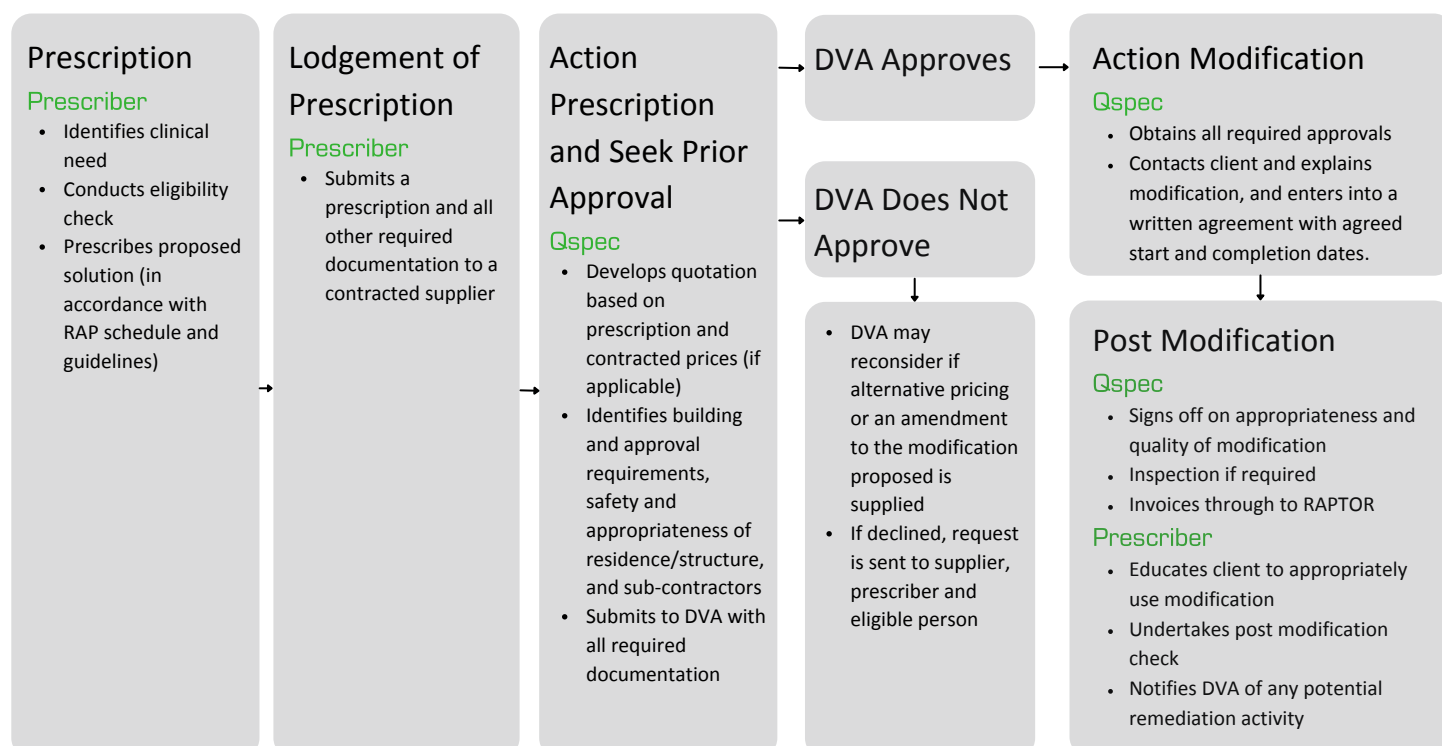 Prescription
Prescriber
• Identifies clinical
need
• Conducts eligibility
check
• Prescribes proposed
solution (in
accordance with
RAP schedule and
guidelines)
Lodgement of
Prescription
Prescriber
• Submits a
prescription and all
other required
documentation to a
contracted supplier
Action
Prescription
and Seek Prior
Approval
Qspec
• Develops quotation
based on
prescription and
contracted prices (if
applicable)
• Identifies building
and approval
requirements,
safety and
appropriateness of
residence/structure,
and sub-contractors
• Submits to DVA with
all required
documentation
DVA Approves
DVA Does Not
Approve
• DVA may
reconsider if
alternative pricing
or an amendment
to the modification
proposed is
supplied
• If declined, request
is sent to supplier,
prescriber and
eligible person
Action Modification
Qspec
• Obtains all required approvals
• Contacts client and explains
modification, and enters into a
written agreement with agreed
start and completion dates.
Post Modification
Qspec
• Signs off on appropriateness and
quality of modification
• Inspection if required
• Invoices through to RAPTOR
Prescriber
• Educates client to appropriately
use modification
• Undertakes post modification
check
• Notifies DVA of any potential
remediation activity